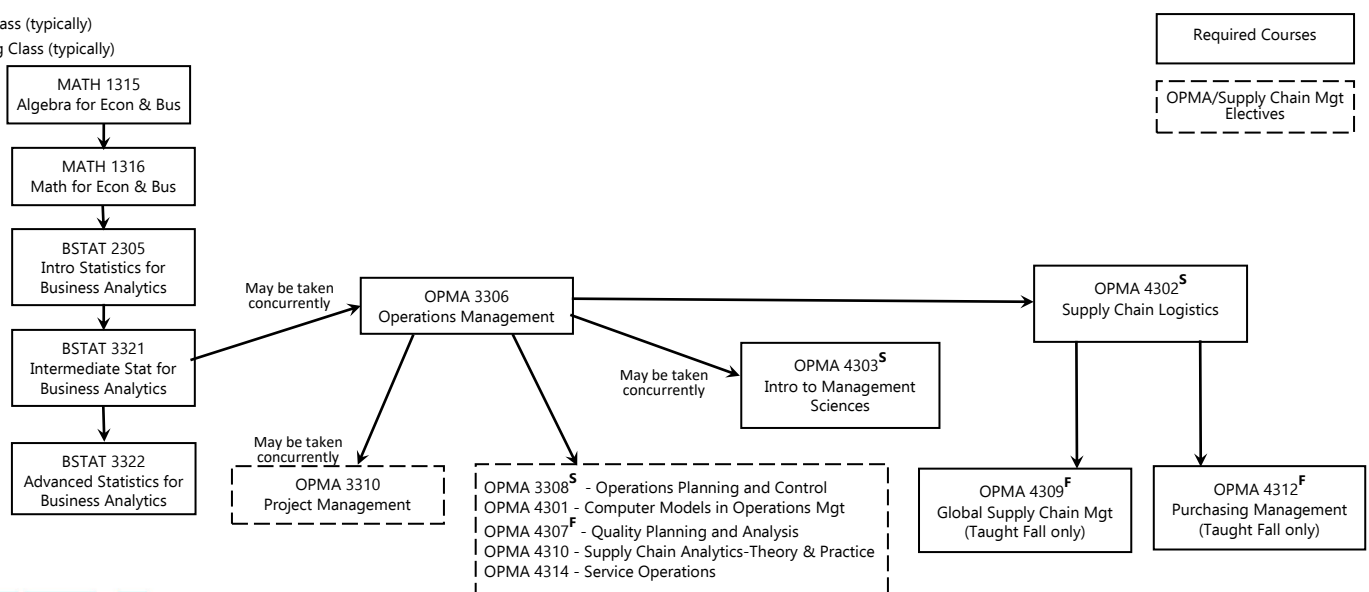 ass (typically)
g Class (typically)
Required Courses
OPMA/Supply Chain Mgt
Electives
MATH 1315
Algebra for Econ & Bus
MATH 1316
Math for Econ & Bus
BSTAT 2305
Intro Statistics for
Business Analytics
BSTAT 3321
Intermediate Stat for
Business Analytics
BSTAT 3322
Advanced Statistics for
Business Analytics
May be taken
concurrently
OPMA 3306
Operations Management
OPMA 4302S
Supply Chain Logistics
May be taken
concurrently
OPMA 4303S
Intro to Management
Sciences
May be taken
concurrently
OPMA 3310
Project Management
OPMA 3308S - Operations Planning and Control
OPMA 4301 - Computer Models in Operations Mgt
OPMA 4307F - Quality Planning and Analysis
OPMA 4310 - Supply Chain Analytics-Theory & Practice
OPMA 4314 - Service Operations
OPMA 4309F
Global Supply Chain Mgt
(Taught Fall only)
OPMA 4312F
Purchasing Management
(Taught Fall only)